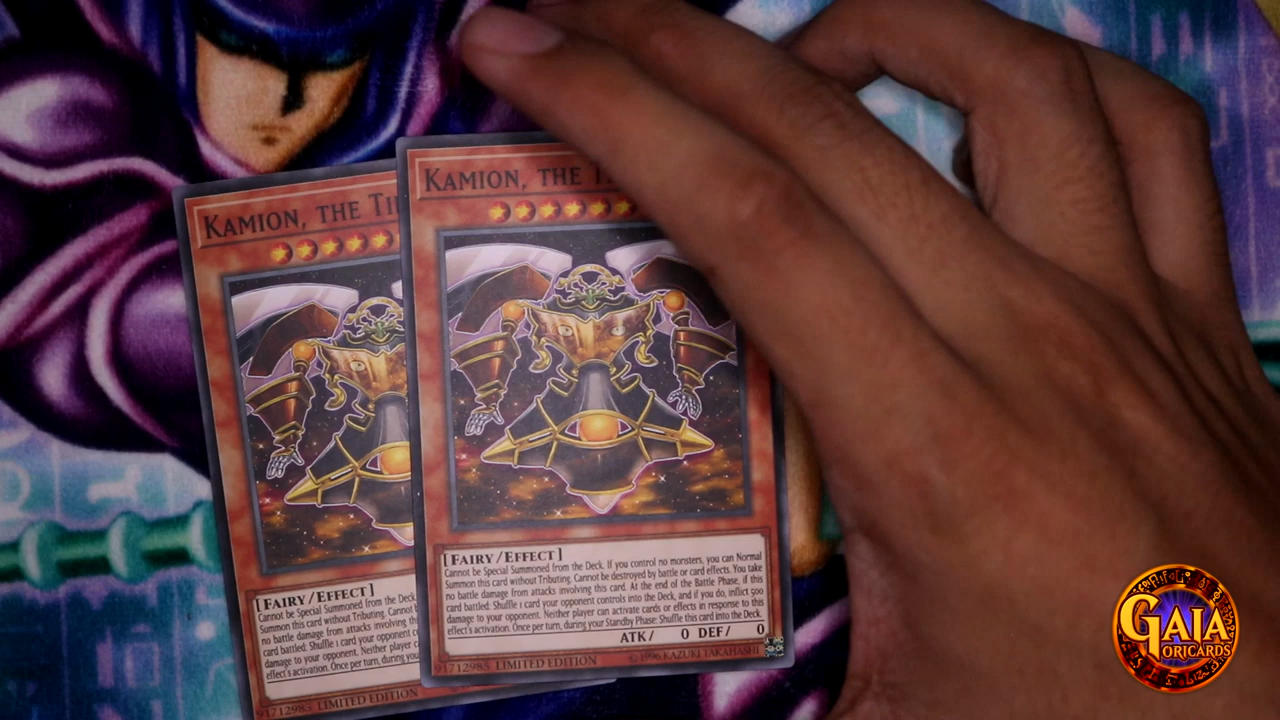 KAMION, THE
[FAIRY/EFFECT]
Cannot be Special Summoned from the Deck.
Summon this card without Tributing. Cannot
no battle damage from attacks involving this
card battled: Shuffle 1 card your opponent
damage to your opponent. Neither player
effect's activation. Once per turn, during your
91712985 LIMITED EDITION
KAMION, THE
[FAIRY/EFFECT]
Cannot be Special Summoned from the Deck. If you control no monsters, you can Normal
Summon this card without Tributing. Cannot be destroyed by battle or card effects. You take
no battle damage from attacks involving this card. At the end of the Battle Phase, if this
card battled: Shuffle 1 card your opponent controls into the Deck, and if you do, inflict 500
damage to your opponent. Neither player can activate cards or effects in response to this
effect's activation. Once per turn, during your Standby Phase: Shuffle this card into the Deck.
ATK/ 0 DEF/ 0
91712985 LIMITED EDITION © 1996 KAZUKI TAKAHASHI
GAIA
ORICARDS